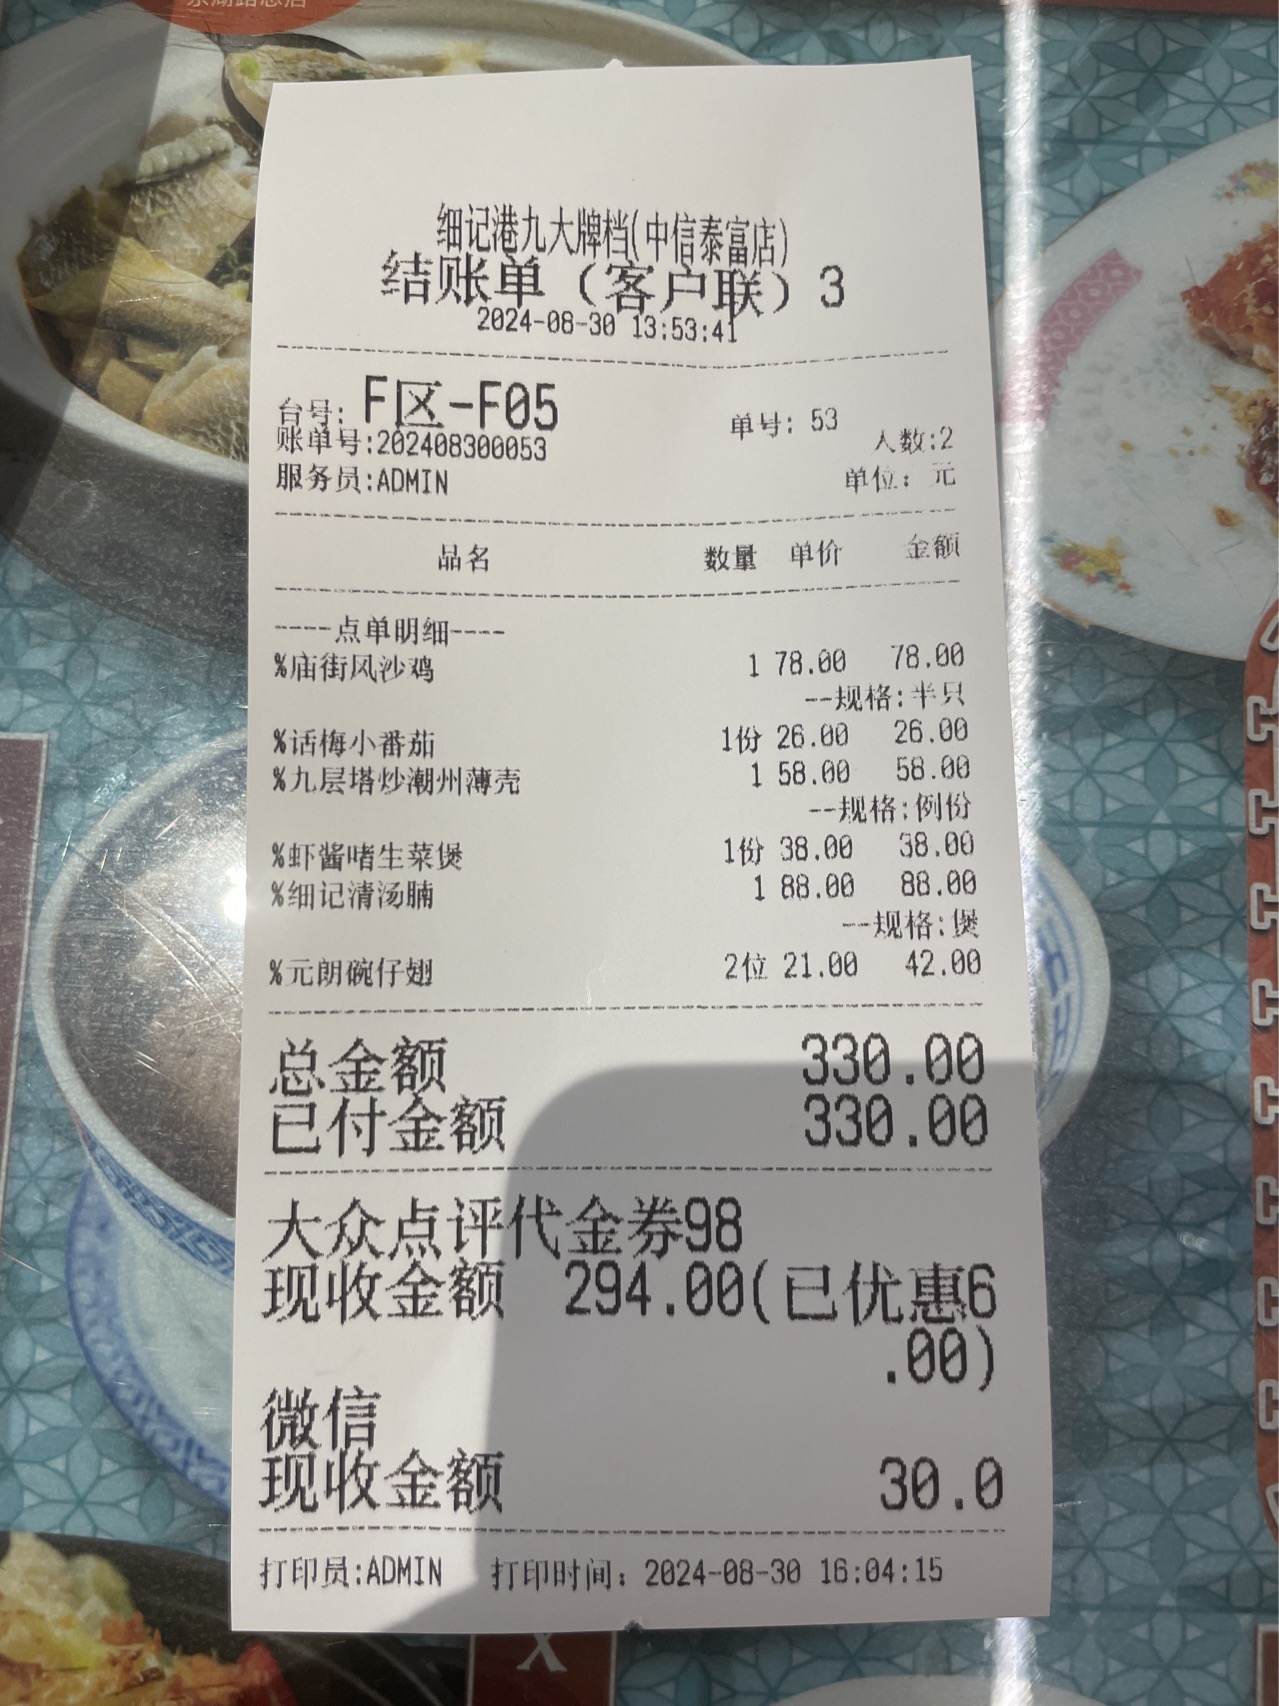 细记港九大牌档(中信泰富店)
结账单（客户联）3
2024-08-30 13:53:41
台号: F区-F05 单号: 53
账单号:202408300053 人数:2
服务员:ADMIN 单位: 元
品名 数量 单价 金额
----点单明细----
%庙街风沙鸡 1 78.00 78.00
--规格:半只
%话梅小番茄 1份 26.00 26.00
%九层塔炒潮州薄壳 1 58.00 58.00
--规格:例份
%虾酱啫生菜煲 1份 38.00 38.00
%细记清汤腩 1 88.00 88.00
--规格:煲
%元朗碗仔翅 2位 21.00 42.00
总金额 330.00
已付金额 330.00
大众点评代金券98
现收金额 294.00(已优惠6
.00)
微信
现收金额 30.0
打印员:ADMIN 打印时间: 2024-08-30 16:04:15
X